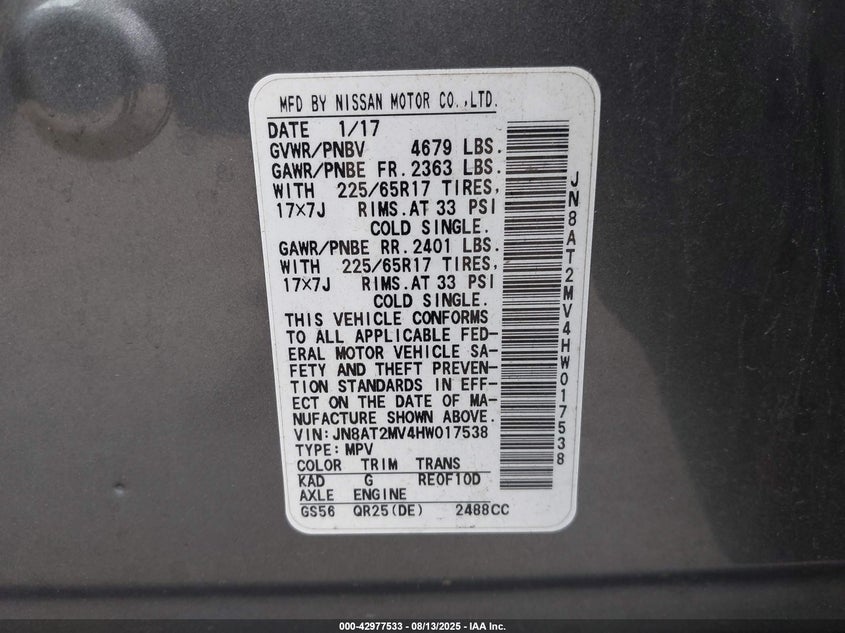 MFD BY NISSAN MOTOR CO.,LTD.
DATE 1/17
GVWR/PNBV 4679 LBS.
GAWR/PNBE FR. 2363 LBS.
WITH 225/65R17 TIRES,
17×7J RIMS.AT 33 PSI
COLD SINGLE.
GAWR/PNBE RR. 2401 LBS.
WITH 225/65R17 TIRES,
17×7J RIMS.AT 33 PSI
COLD SINGLE.
THIS VEHICLE CONFORMS
TO ALL APPLICABLE FED-
ERAL MOTOR VEHICLE SA-
FETY AND THEFT PREVEN-
TION STANDARDS IN EFF-
ECT ON THE DATE OF MA-
NUFACTURE SHOWN ABOVE.
VIN:JN8AT2MV4HW017538
TYPE: MPV
COLOR TRIM TRANS
KAD G RE0F10D
AXLE ENGINE
GS56 QR25(DE) 2488CC
JN8AT2MV4HW017538
000-42977533 - 08/13/2025 - IAA Inc.